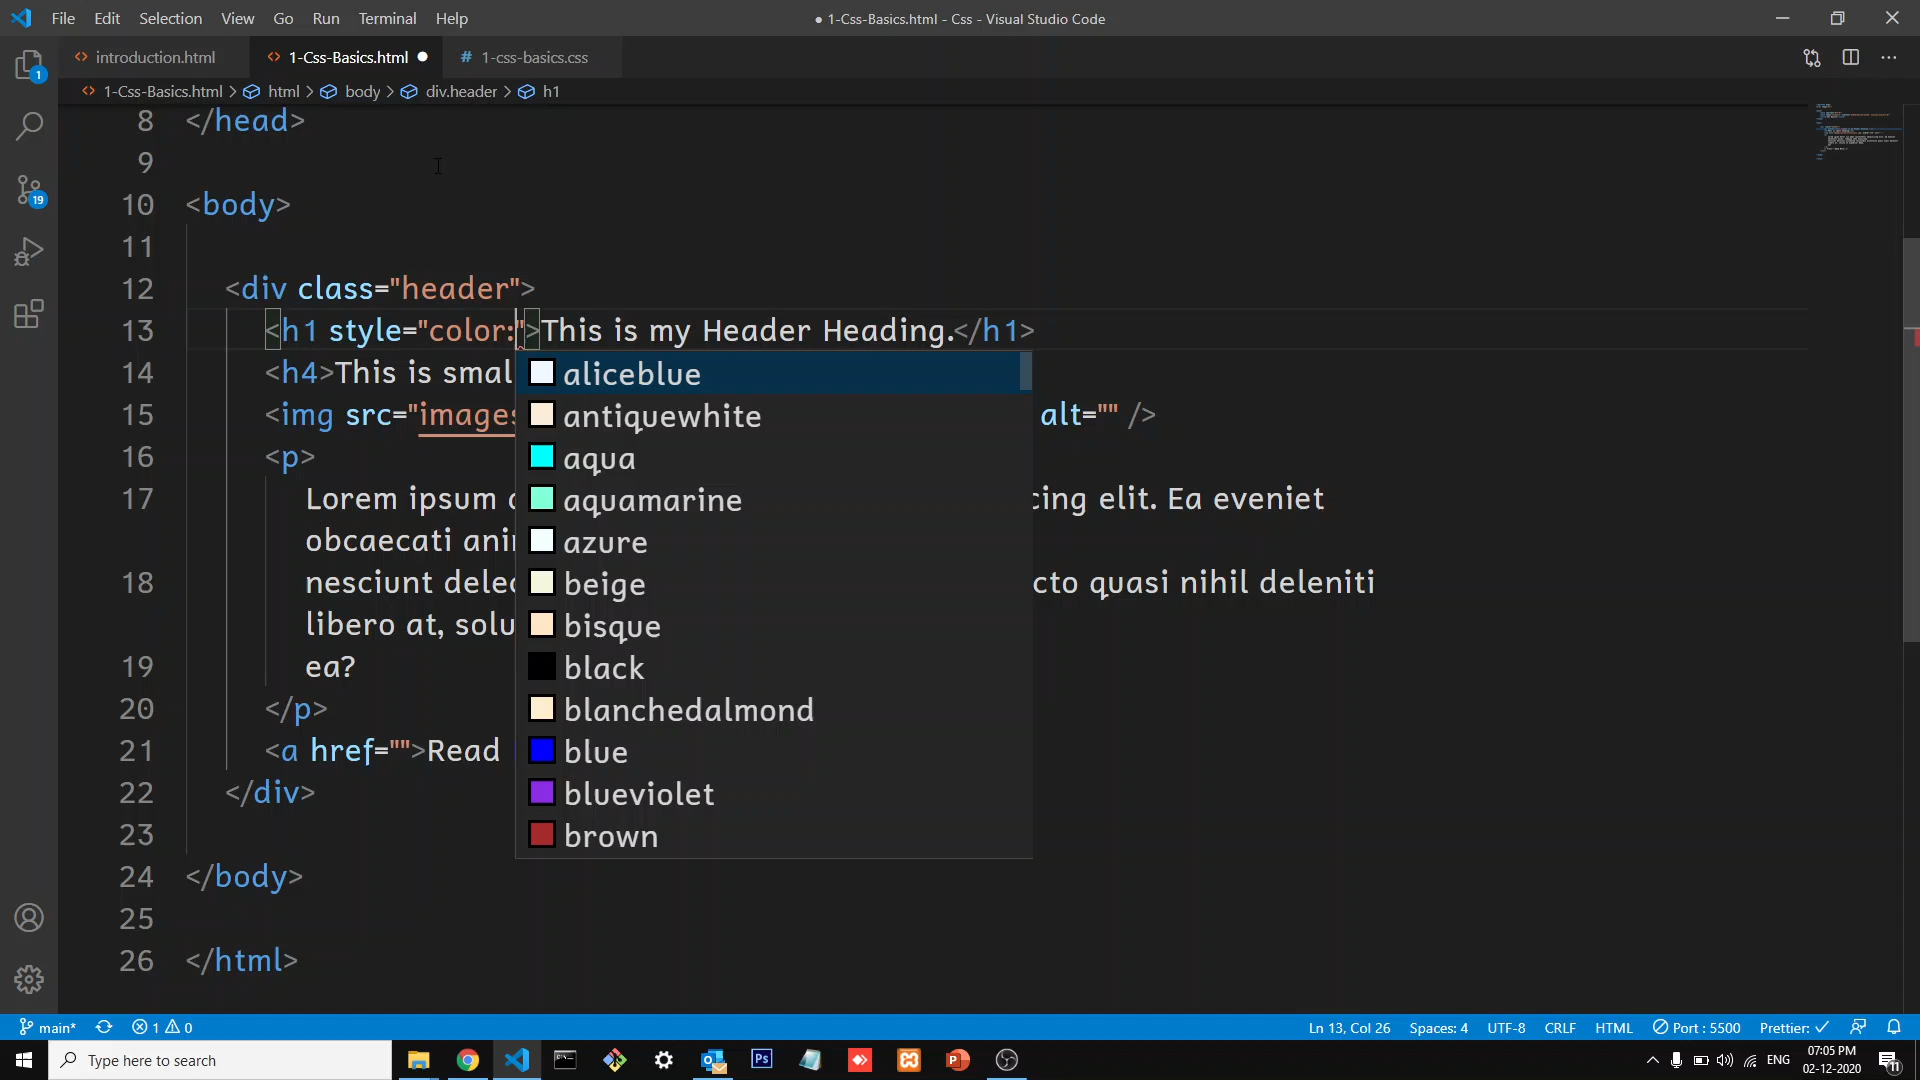 File Edit Selection View Go Run Terminal Help
● 1-Css-Basics.html - Css - Visual Studio Code
introduction.html
1-Css-Basics.html ●
# 1-css-basics.css
1-Css-Basics.html > html > body > div.header > h1
8 </head>
9
10 <body>
11
12 <div class="header">
13 <h1 style="color:">This is my Header Heading.</h1>
14 <h4>This is smal
15 <img src="images alt="" />
16 <p>
17 Lorem ipsum cing elit. Ea eveniet
obcaecati ani
18 nesciunt dele cto quasi nihil deleniti
libero at, solu
19 ea?
20 </p>
21 <a href="">Read
22 </div>
23
24 </body>
25
26 </html>
aliceblue
antiquewhite
aqua
aquamarine
azure
beige
bisque
black
blanchedalmond
blue
blueviolet
brown
1
19
main* 1 0
Ln 13, Col 26 Spaces: 4 UTF-8 CRLF HTML Port : 5500 Prettier: ✓
Type here to search
Ps
ENG
07:05 PM
02-12-2020
11